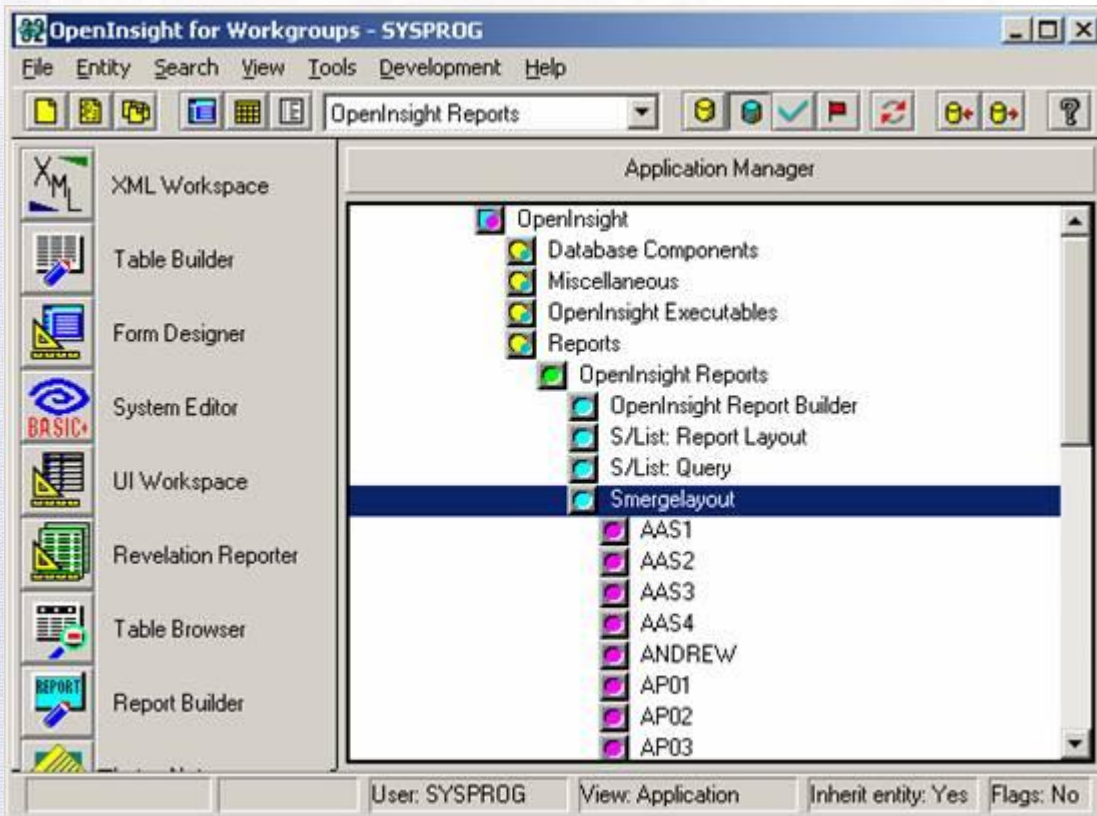 OpenInsight for Workgroups - SYSPROG
File Entity Search View Tools Development Help
OpenInsight Reports
XML Workspace
Table Builder
Form Designer
BASIC+ System Editor
UI Workspace
Revelation Reporter
Table Browser
REPORT Report Builder
Application Manager
OpenInsight
Database Components
Miscellaneous
OpenInsight Executables
Reports
OpenInsight Reports
OpenInsight Report Builder
S/List: Report Layout
S/List: Query
Smergelayout
AAS1
AAS2
AAS3
AAS4
ANDREW
AP01
AP02
AP03
User: SYSPROG View: Application Inherit entity: Yes Flags: No